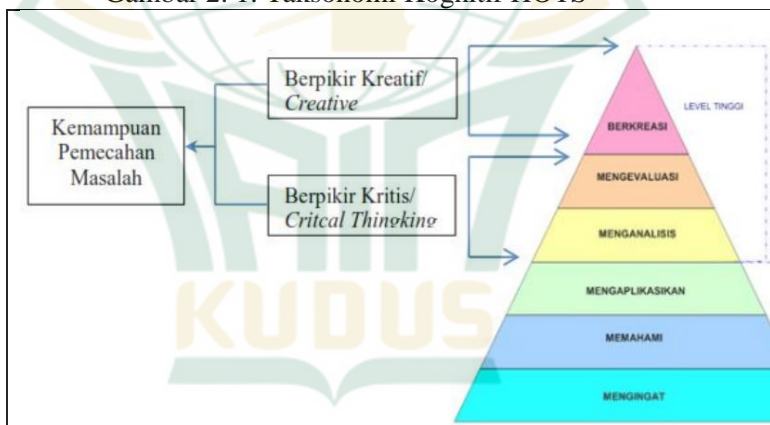 Gambar 2. 1. Taksonomi Kognitif HOTS
Berpikir Kreatif/
Creative
Kemampuan
Pemecahan
Masalah
Berpikir Kritis/
Critcal Thingking
LEVEL TINGGI
BERKREASI
MENGEVALUASI
MENGANALISIS
MENGAPLIKASIKAN
MEMAHAMI
MENGINGAT
KUDUS